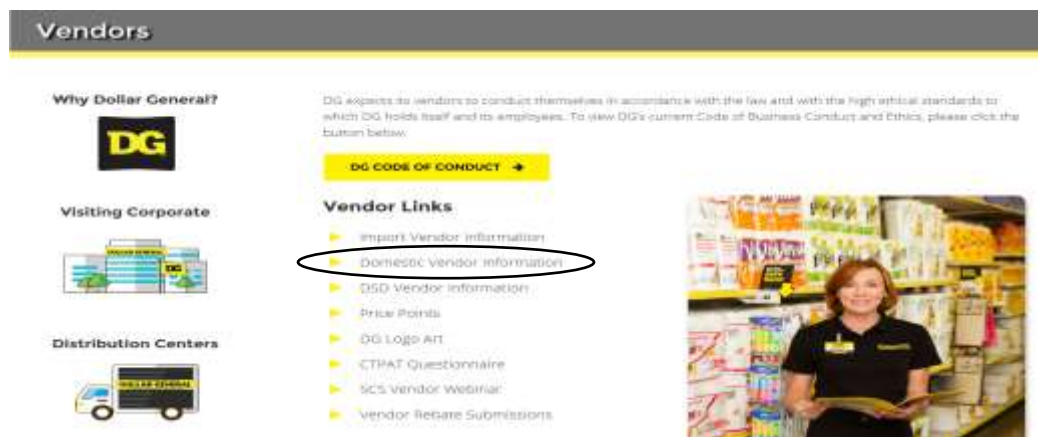 Vendors
Why Dollar General?
DG
Visiting Corporate
DOLLAR GENERAL
DG
Distribution Centers
DOLLAR GENERAL
DG expects its vendors to conduct themselves in accordance with the law and with the high ethical standards to
which DG holds itself and its employees. To view DG's current Code of Business Conduct and Ethics, please click the
button below.
DG CODE OF CONDUCT →
Vendor Links
Import Vendor Information
Domestic Vendor Information
DSD Vendor Information
Price Points
DG Logo Art
CTPAT Questionnaire
SCS Vendor Webinar
Vendor Rebate Submissions